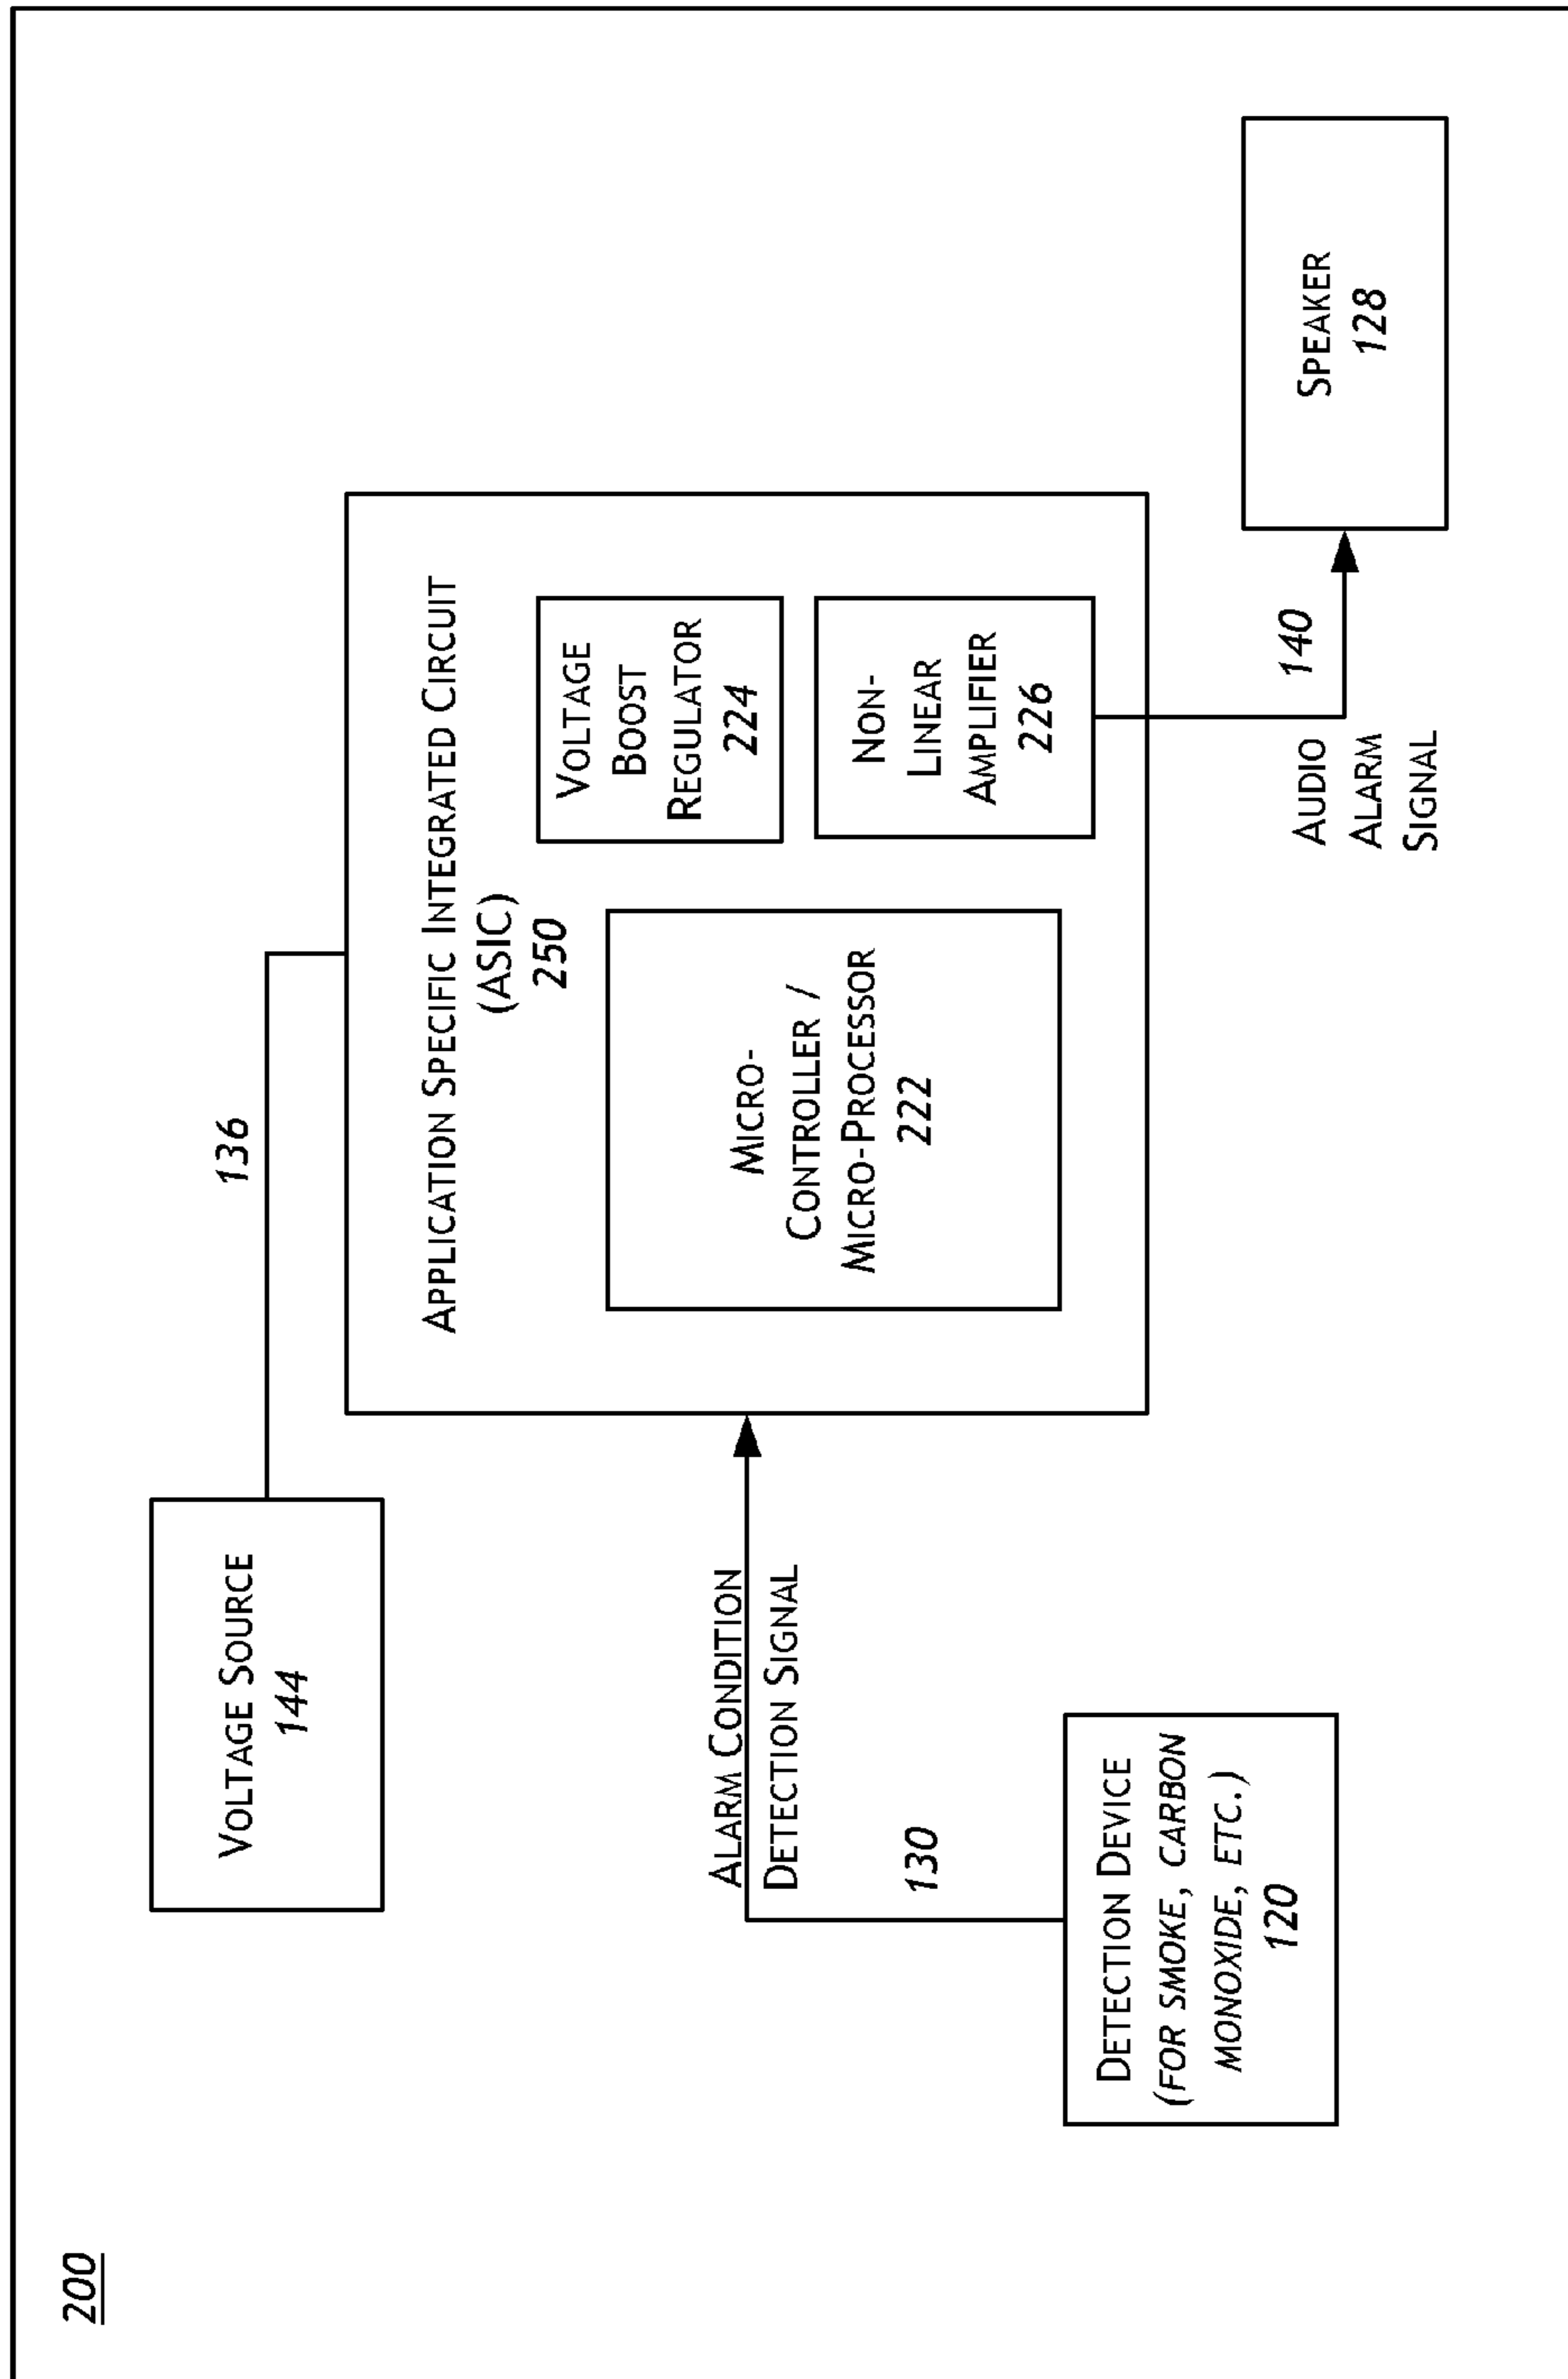 200
VOLTAGE SOURCE
144
136
APPLICATION SPECIFIC INTEGRATED CIRCUIT
(ASIC)
250
MICRO-
CONTROLLER /
MICRO-PROCESSOR
222
VOLTAGE
BOOST
REGULATOR
224
NON-
LINEAR
AMPLIFIER
226
ALARM CONDITION
DETECTION SIGNAL
130
DETECTION DEVICE
(FOR SMOKE, CARBON
MONOXIDE, ETC.)
120
140
AUDIO
ALARM
SIGNAL
SPEAKER
128